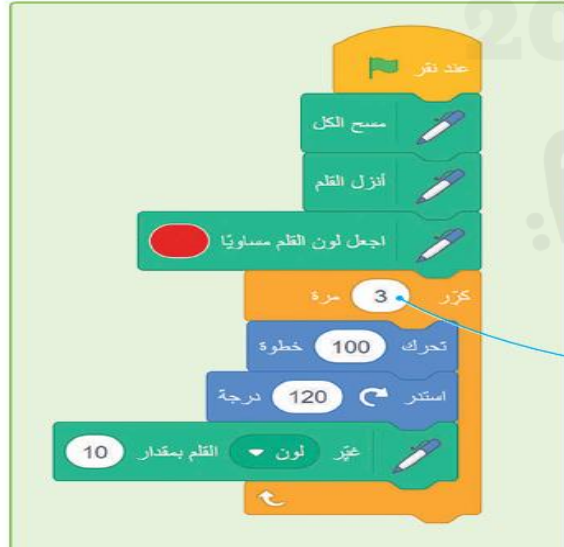 20
عند نقر
مسح الكل
أنزل القلم
اجعل لون القلم مساويًا
كرّر 3 مرة
تحرك 100 خطوة
استدر 120 درجة
غيّر لون القلم بمقدار 10